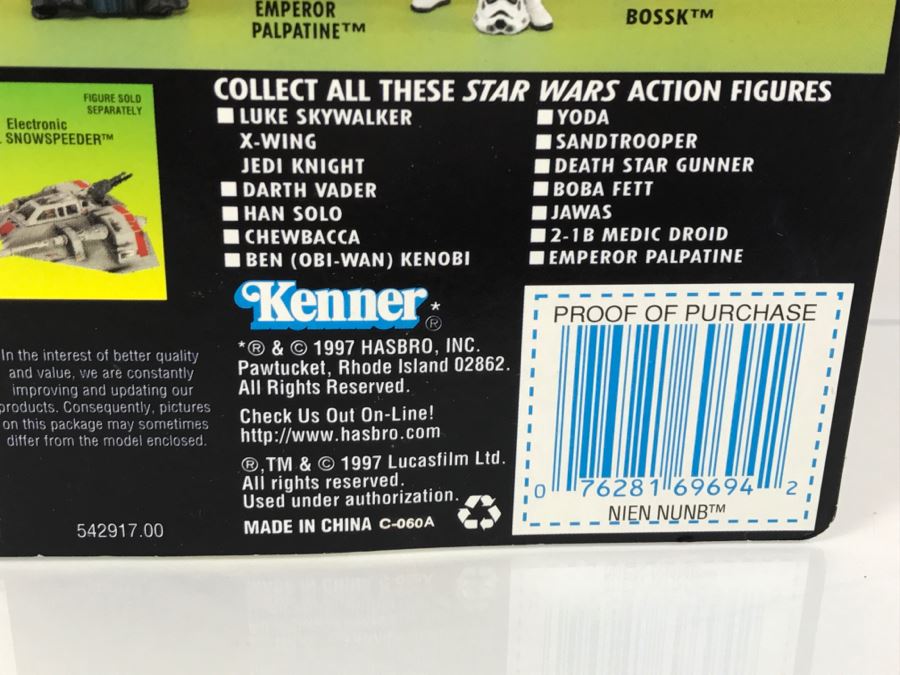 EMPEROR
PALPATINE™
BOSSK™
FIGURE SOLD
SEPARATELY
Electronic
SNOWSPEEDER™
COLLECT ALL THESE STAR WARS ACTION FIGURES
LUKE SKYWALKER
X-WING
JEDI KNIGHT
DARTH VADER
HAN SOLO
CHEWBACCA
BEN (OBI-WAN) KENOBI
YODA
SANDTROOPER
DEATH STAR GUNNER
BOBA FETT
JAWAS
2-1B MEDIC DROID
EMPEROR PALPATINE
Kenner*®
*® & © 1997 HASBRO, INC.
Pawtucket, Rhode Island 02862.
All Rights Reserved.
Check Us Out On-Line!
http://www.hasbro.com
®,TM & © 1997 Lucasfilm Ltd.
All rights reserved.
Used under authorization.
MADE IN CHINA C-060A
In the interest of better quality
and value, we are constantly
improving and updating our
products. Consequently, pictures
on this package may sometimes
differ from the model enclosed.
542917.00
PROOF OF PURCHASE
0 76281 69694 2
NIEN NUNB™